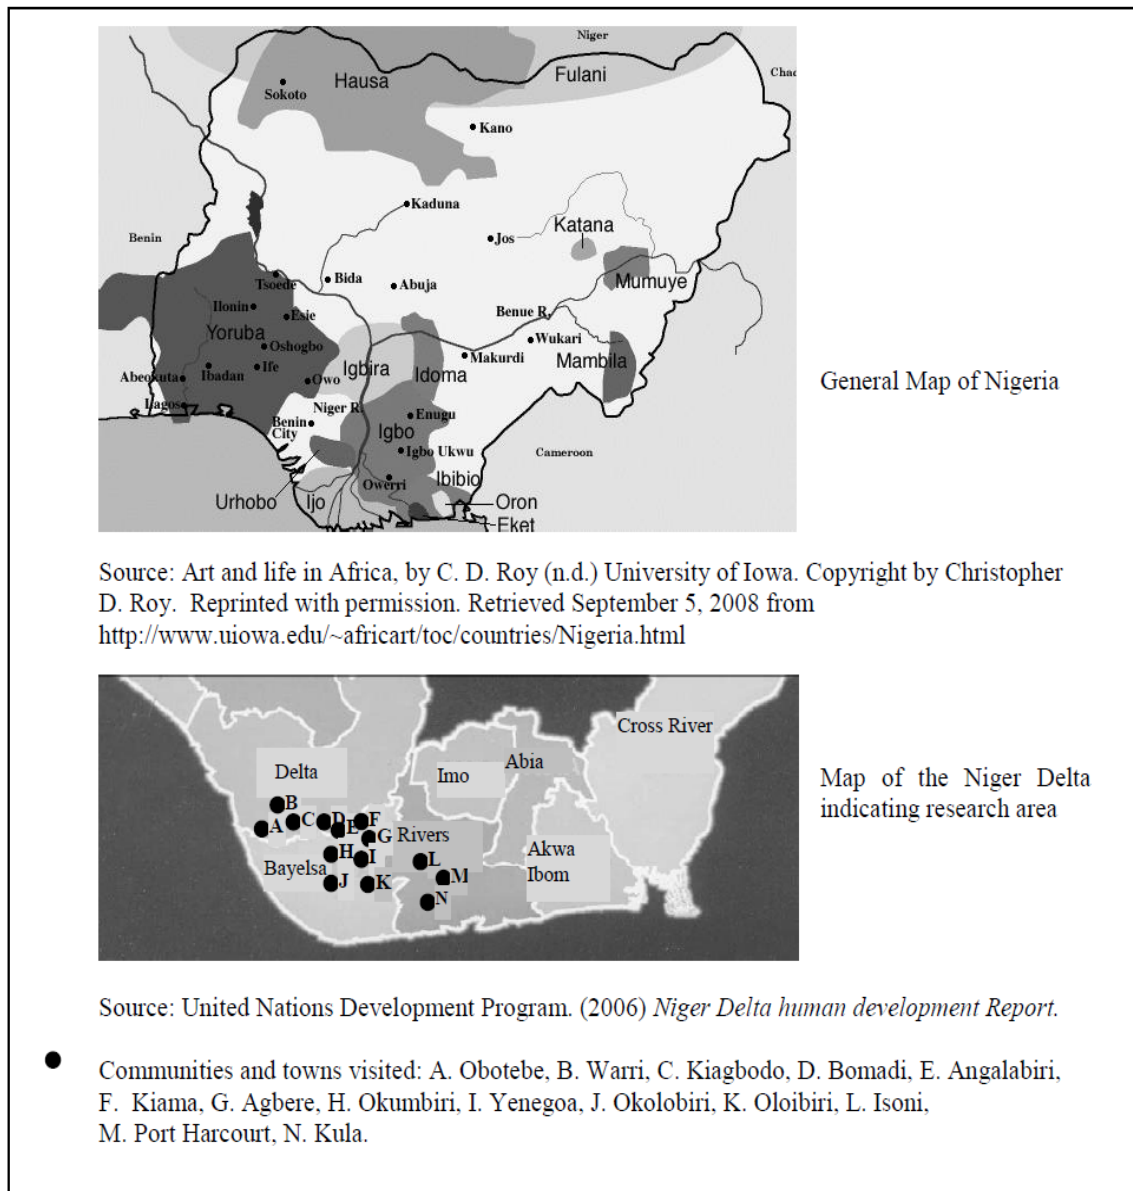 Niger
Hausa
Fulani
Chad
Sokoto
Kano
Kaduna
Katana
Jos
Benin
Mumuye
Tsoede
Bida
Abuja
Ilonin
Esie
Benue R.
Yoruba
Wukari
Oshogbo
Makurdi
Mambila
Igbira
Idoma
Abeokuta
Ibadan
Ife
Owo
Lagos
Niger R.
Enugu
Benin
City
Igbo
Igbo Ukwu
Cameroon
Owerri
Ibibio
Urhobo
Ijo
Oron
Eket
General Map of Nigeria
Source: Art and life in Africa, by C. D. Roy (n.d.) University of Iowa. Copyright by Christopher
D. Roy.  Reprinted with permission. Retrieved September 5, 2008 from
http://www.uiowa.edu/~africart/toc/countries/Nigeria.html
Cross River
Delta
Imo
Abia
B
A
C
D
E
F
G
Rivers
H
I
L
Bayelsa
Akwa
Ibom
J
K
M
N
Map of the Niger Delta
indicating research area
Source: United Nations Development Program. (2006) Niger Delta human development Report.
Communities and towns visited: A. Obotebe, B. Warri, C. Kiagbodo, D. Bomadi, E. Angalabiri,
F.  Kiama, G. Agbere, H. Okumbiri, I. Yenegoa, J. Okolobiri, K. Oloibiri, L. Isoni,
M. Port Harcourt, N. Kula.